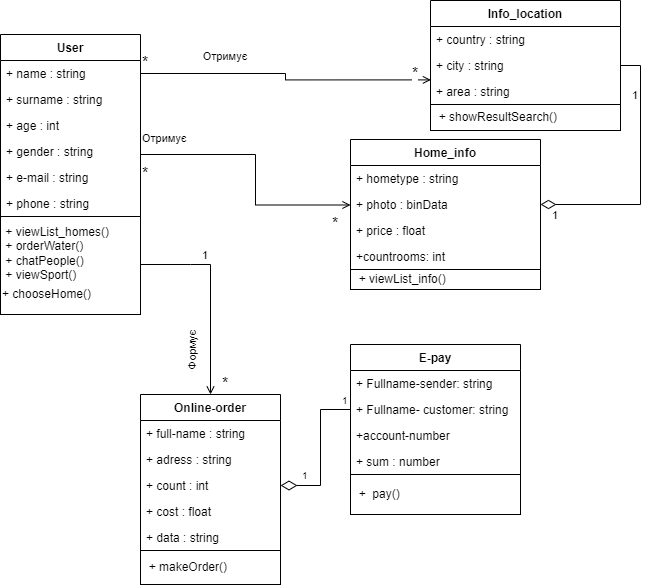 User
+ name : string
+ surname : string
+ age : int
+ gender : string
+ e-mail : string
+ phone : string
+ viewList_homes()
+ orderWater()
+ chatPeople()
+ viewSport()
+ chooseHome()
*
Отримує
*
Info_location
+ country : string
+ city : string
+ area : string
+ showResultSearch()
1
Отримує
*
*
Home_info
+ hometype : string
+ photo : binData
+ price : float
+countrooms: int
+ viewList_info()
1
1
Формує
*
Online-order
+ full-name : string
+ adress : string
+ count : int
+ cost : float
+ data : string
+ makeOrder()
1
1
E-pay
+ Fullname-sender: string
+ Fullname- customer: string
+account-number
+ sum : number
+ pay()